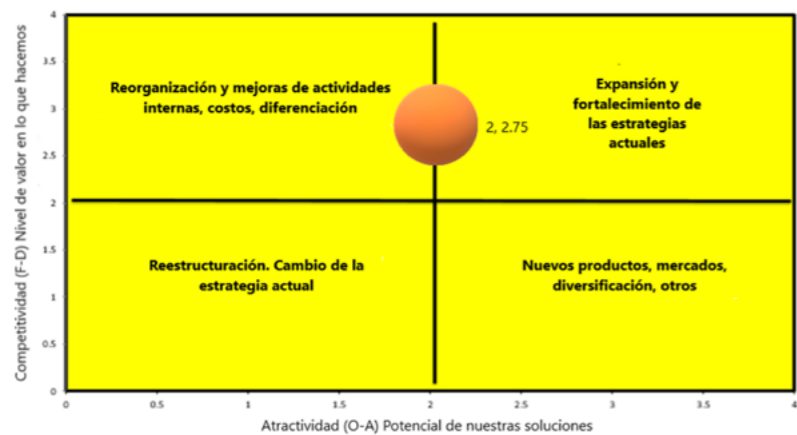 Competitividad (F-D) Nivel de valor en lo que hacemos
4
3.5
3
2.5
2
1.5
1
0.5
0
Reorganización y mejoras de actividades
internas, costos, diferenciación
Expansión y
fortalecimiento de
las estrategias
actuales
2, 2.75
Reestructuración. Cambio de la
estrategia actual
Nuevos productos, mercados,
diversificación, otros
0 0.5 1 1.5 2 2.5 3 3.5 4
Atractividad (O-A) Potencial de nuestras soluciones